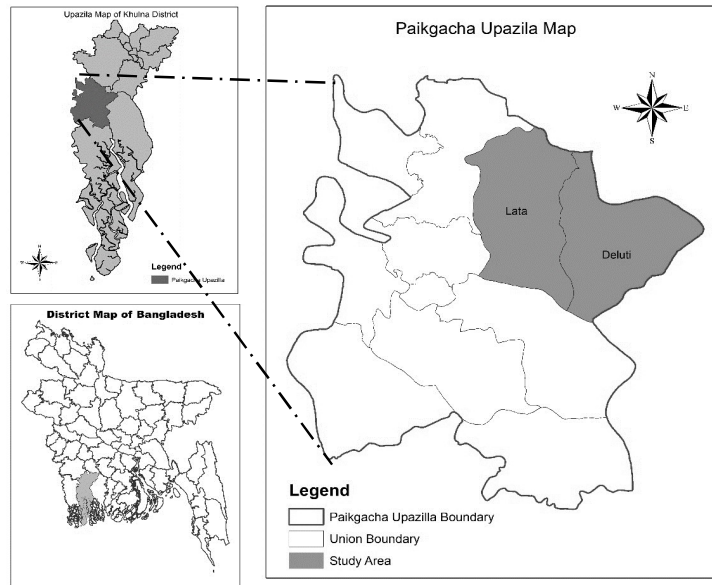 Upazila Map of Khulna District
N
W E
S
Legend
Paikgacha Upazilla
District Map of Bangladesh
Paikgacha Upazila Map
N
W E
S
Lata
Deluti
Legend
Paikgacha Upazilla Boundary
Union Boundary
Study Area